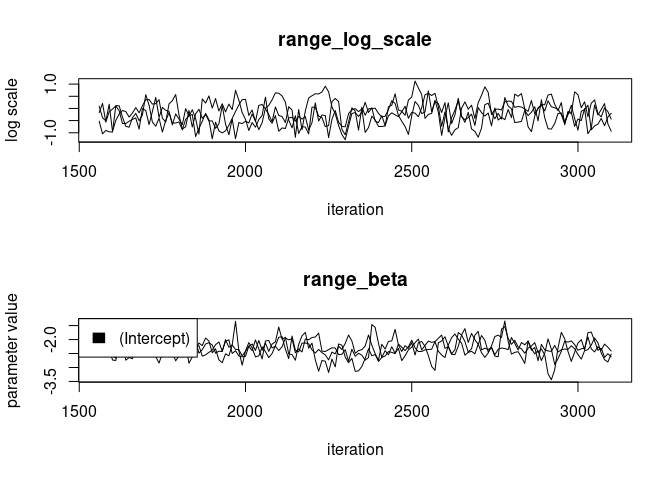 range_log_scale
log scale
1.0
-1.0
1500 2000 2500 3000
iteration
range_beta
parameter value
-2.0
-3.5
(Intercept)
1500 2000 2500 3000
iteration